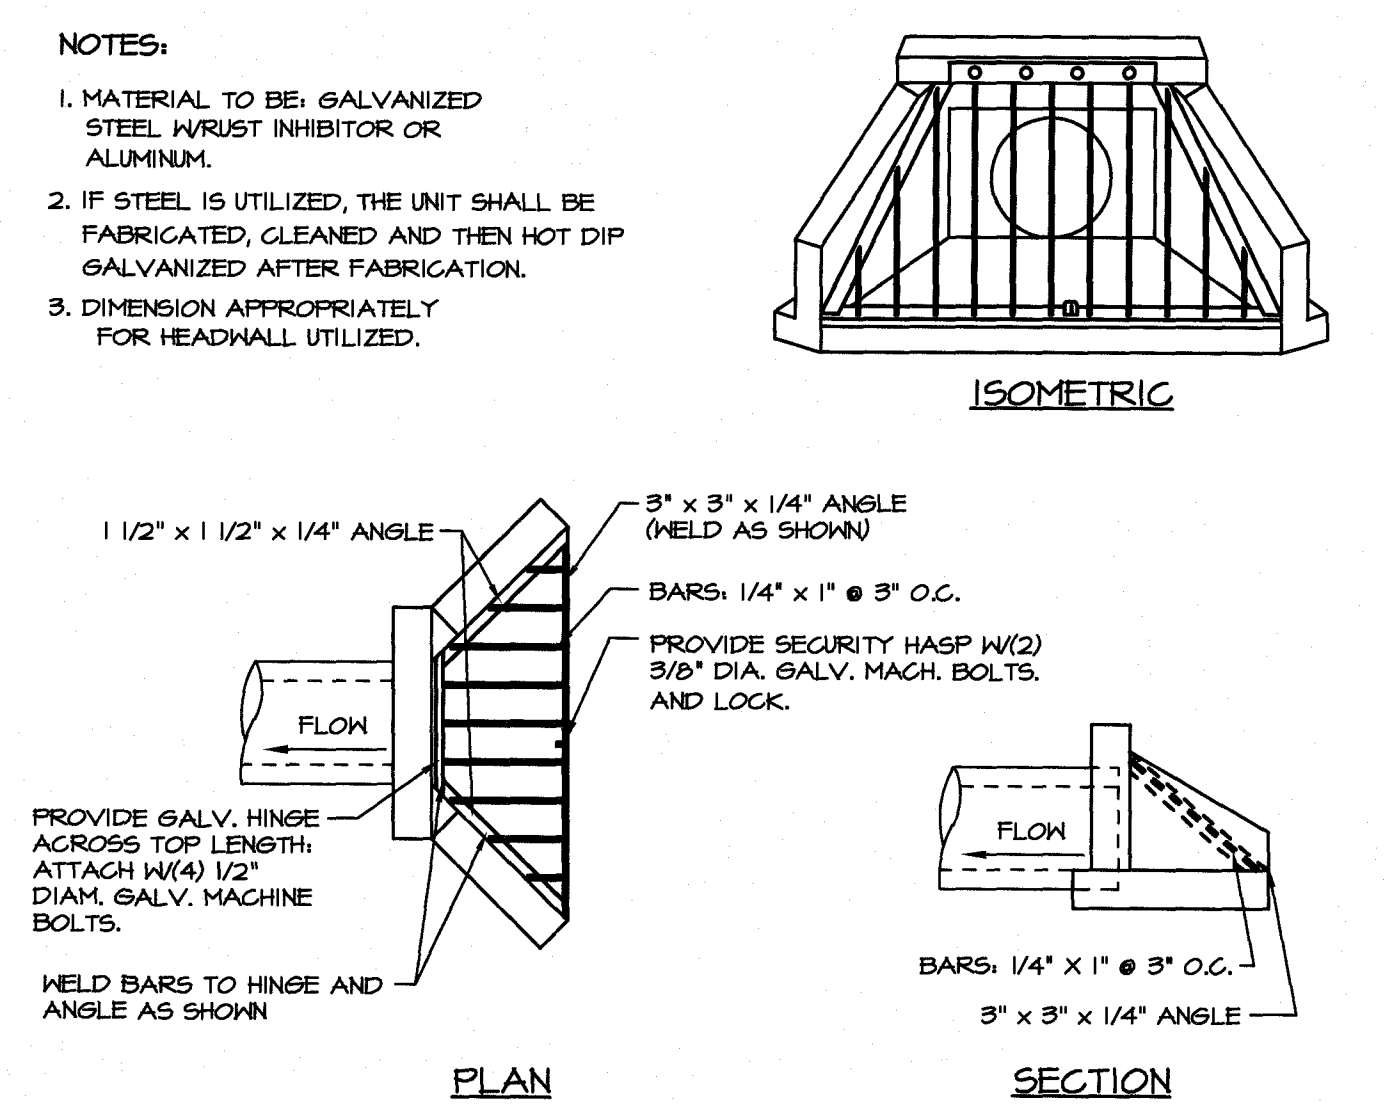 NOTES:
1. MATERIAL TO BE: GALVANIZED
STEEL W/RUST INHIBITOR OR
ALUMINUM.
2. IF STEEL IS UTILIZED, THE UNIT SHALL BE
FABRICATED, CLEANED AND THEN HOT DIP
GALVANIZED AFTER FABRICATION.
3. DIMENSION APPROPRIATELY
FOR HEADWALL UTILIZED.
ISOMETRIC
1 1/2" x 1 1/2" x 1/4" ANGLE
3" x 3" x 1/4" ANGLE
(WELD AS SHOWN)
BARS: 1/4" x 1" @ 3" O.C.
PROVIDE SECURITY HASP W/(2)
3/8" DIA. GALV. MACH. BOLTS.
AND LOCK.
FLOW
PROVIDE GALV. HINGE
ACROSS TOP LENGTH:
ATTACH W/(4) 1/2"
DIAM. GALV. MACHINE
BOLTS.
WELD BARS TO HINGE AND
ANGLE AS SHOWN
PLAN
FLOW
BARS: 1/4" X 1" @ 3" O.C.
3" x 3" x 1/4" ANGLE
SECTION